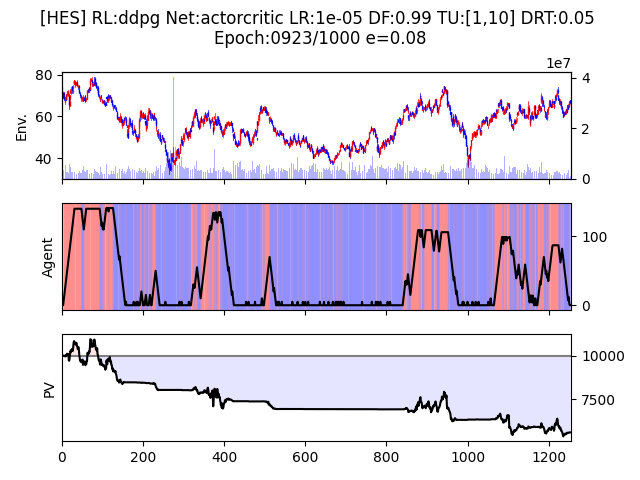 [HES] RL:ddpg Net:actorcritic LR:1e-05 DF:0.99 TU:[1,10] DRT:0.05
Epoch:0923/1000 e=0.08
1e7
80
60
40
Env.
4
2
0
Agent
100
0
PV
10000
7500
0
200
400
600
800
1000
1200